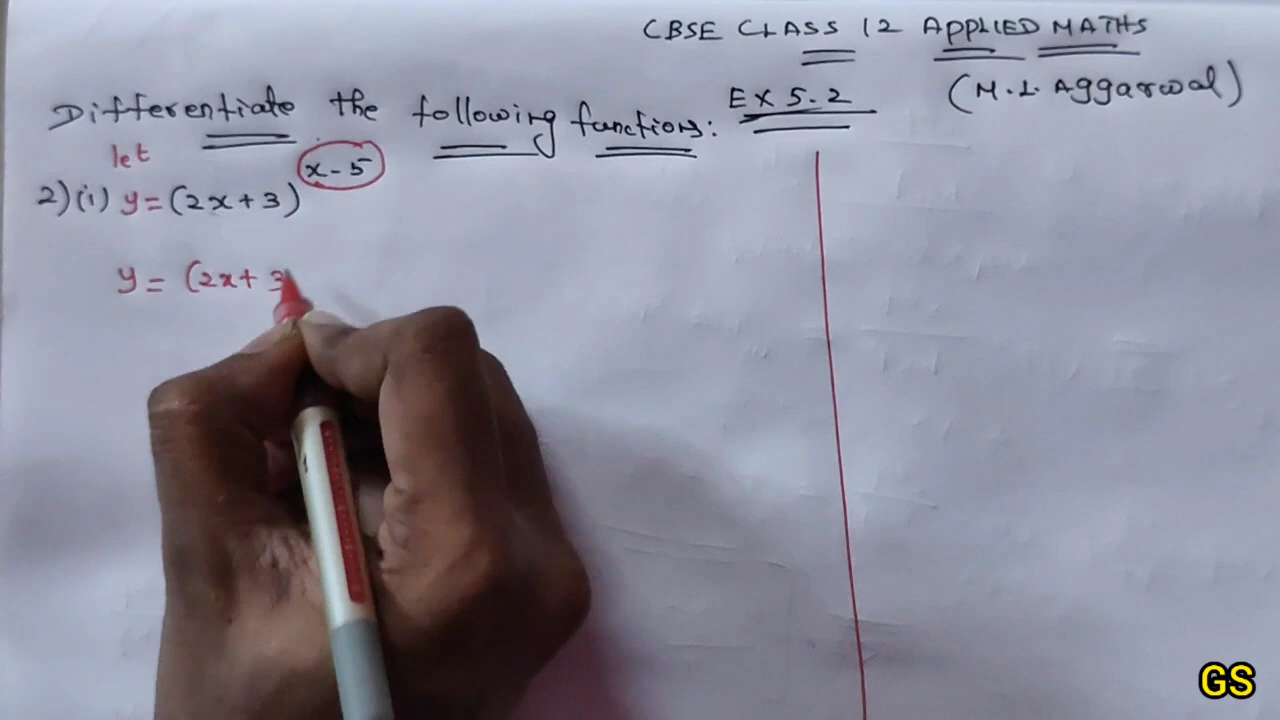 CBSE CLASS 12 APPLIED MATHS
(M.L. Aggarwal)
Differentiate the following functions: EX 5.2
let
2)(i) y=(2x+3)^x-5
y = (2x+3
GS